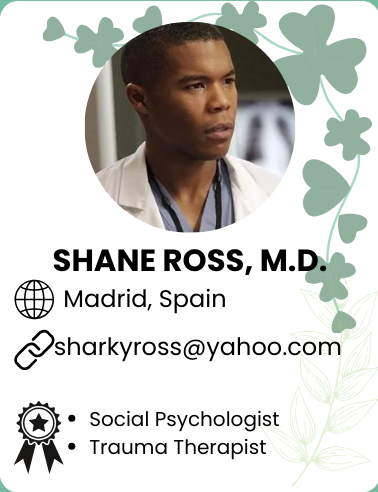 SHANE ROSS, M.D.
Madrid, Spain
sharkyross@yahoo.com
• Social Psychologist
• Trauma Therapist